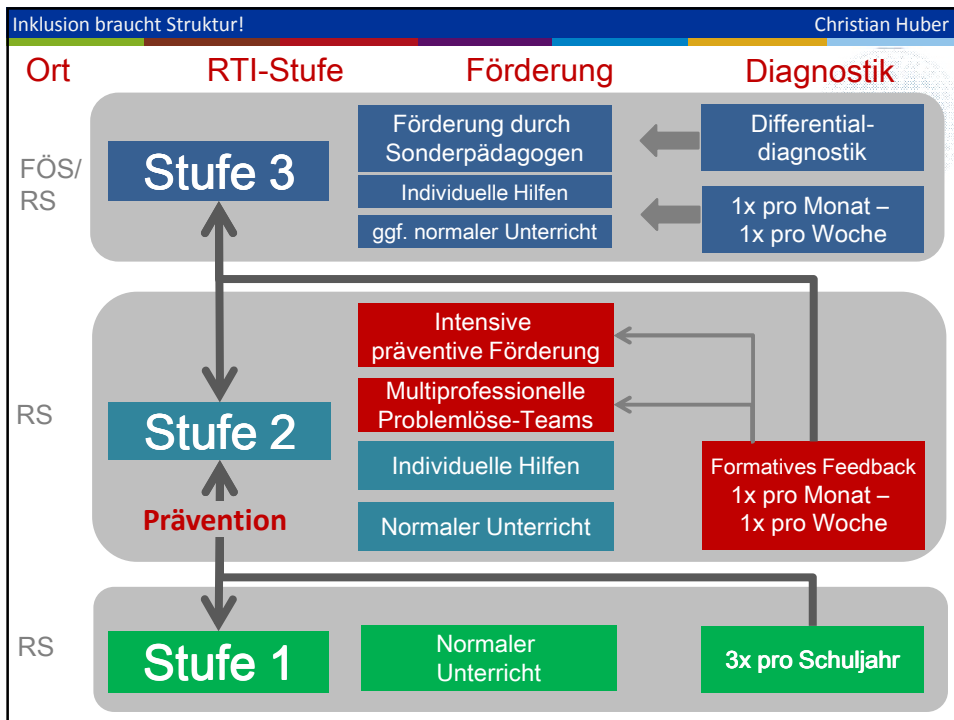 Inklusion braucht Struktur!
Christian Huber
Ort
RTI-Stufe
Förderung
Diagnostik
FÖS/
RS
Stufe 3
Förderung durch
Sonderpädagogen
Individuelle Hilfen
ggf. normaler Unterricht
Differential-
diagnostik
1x pro Monat –
1x pro Woche
RS
Stufe 2
Prävention
Intensive
präventive Förderung
Multiprofessionelle
Problemlöse-Teams
Individuelle Hilfen
Normaler Unterricht
Formatives Feedback
1x pro Monat –
1x pro Woche
RS
Stufe 1
Normaler
Unterricht
3x pro Schuljahr